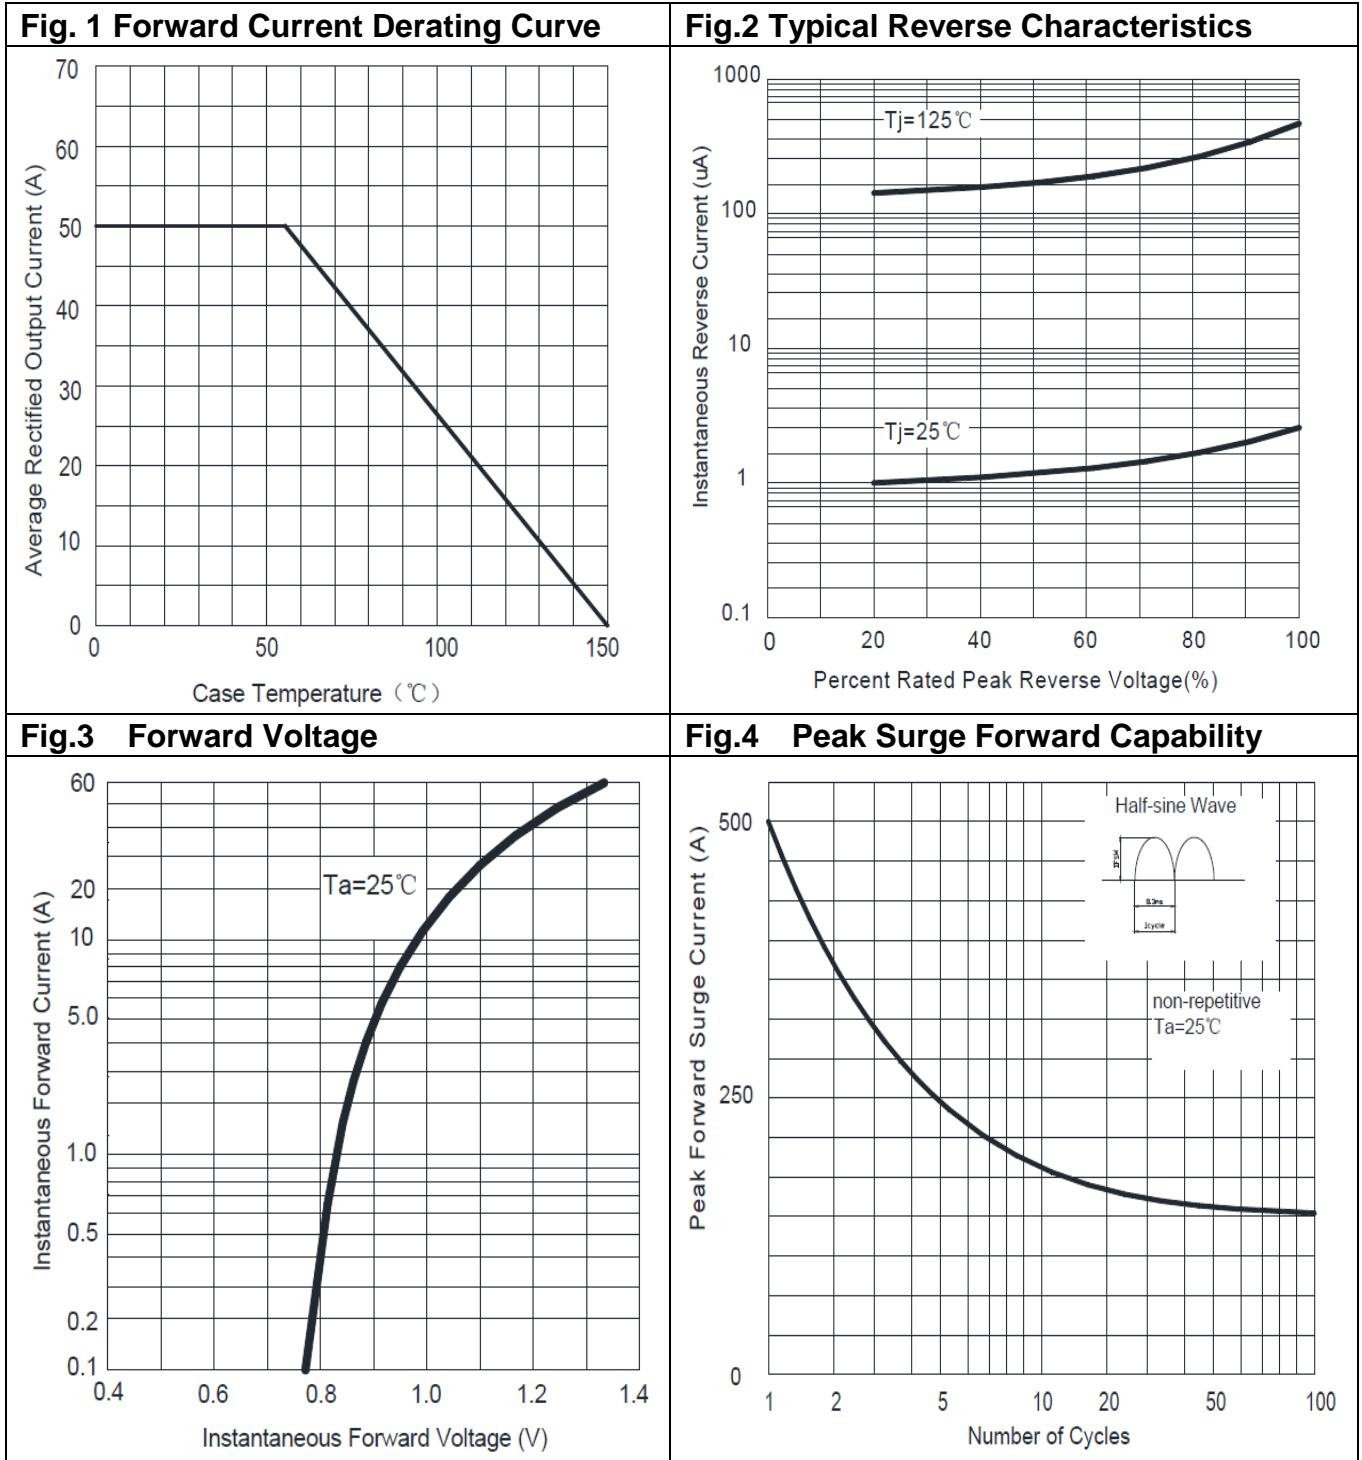 Fig. 1 Forward Current Derating Curve
70
60
50
40
30
20
10
0
Average Rectified Output Current (A)
0 50 100 150
Case Temperature（℃）
Fig.2 Typical Reverse Characteristics
1000
100
10
1
0.1
Instantaneous Reverse Current (uA)
Tj=125℃
Tj=25℃
0 20 40 60 80 100
Percent Rated Peak Reverse Voltage(%)
Fig.3 Forward Voltage
60
20
10
5.0
1.0
0.5
0.2
0.1
Instantaneous Forward Current (A)
Ta=25℃
0.4 0.6 0.8 1.0 1.2 1.4
Instantaneous Forward Voltage (V)
Fig.4 Peak Surge Forward Capability
500
250
0
Peak Forward Surge Current (A)
Half-sine Wave
IFSM
8.3ms
1cycle
non-repetitive
Ta=25℃
1 2 5 10 20 50 100
Number of Cycles